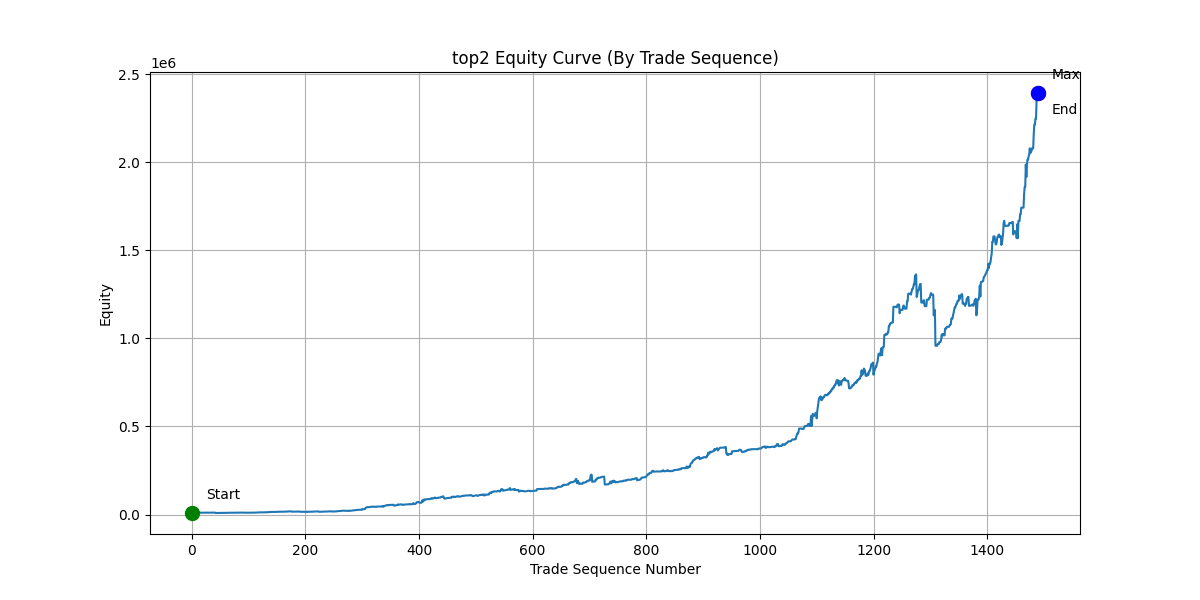 top2 Equity Curve (By Trade Sequence)
1e6
2.5
2.0
1.5
1.0
0.5
0.0
Equity
Max
End
Start
0 200 400 600 800 1000 1200 1400
Trade Sequence Number